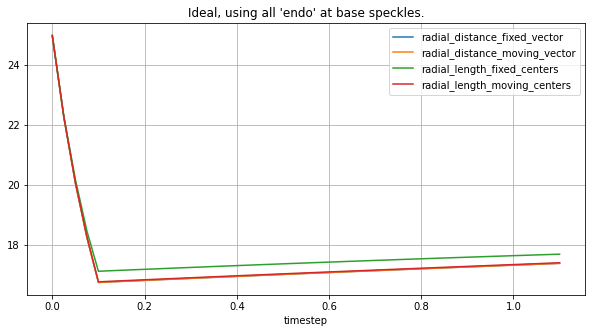 Ideal, using all 'endo' at base speckles.
radial_distance_fixed_vector
radial_distance_moving_vector
radial_length_fixed_centers
radial_length_moving_centers
24
22
20
18
0.0 0.2 0.4 0.6 0.8 1.0
timestep